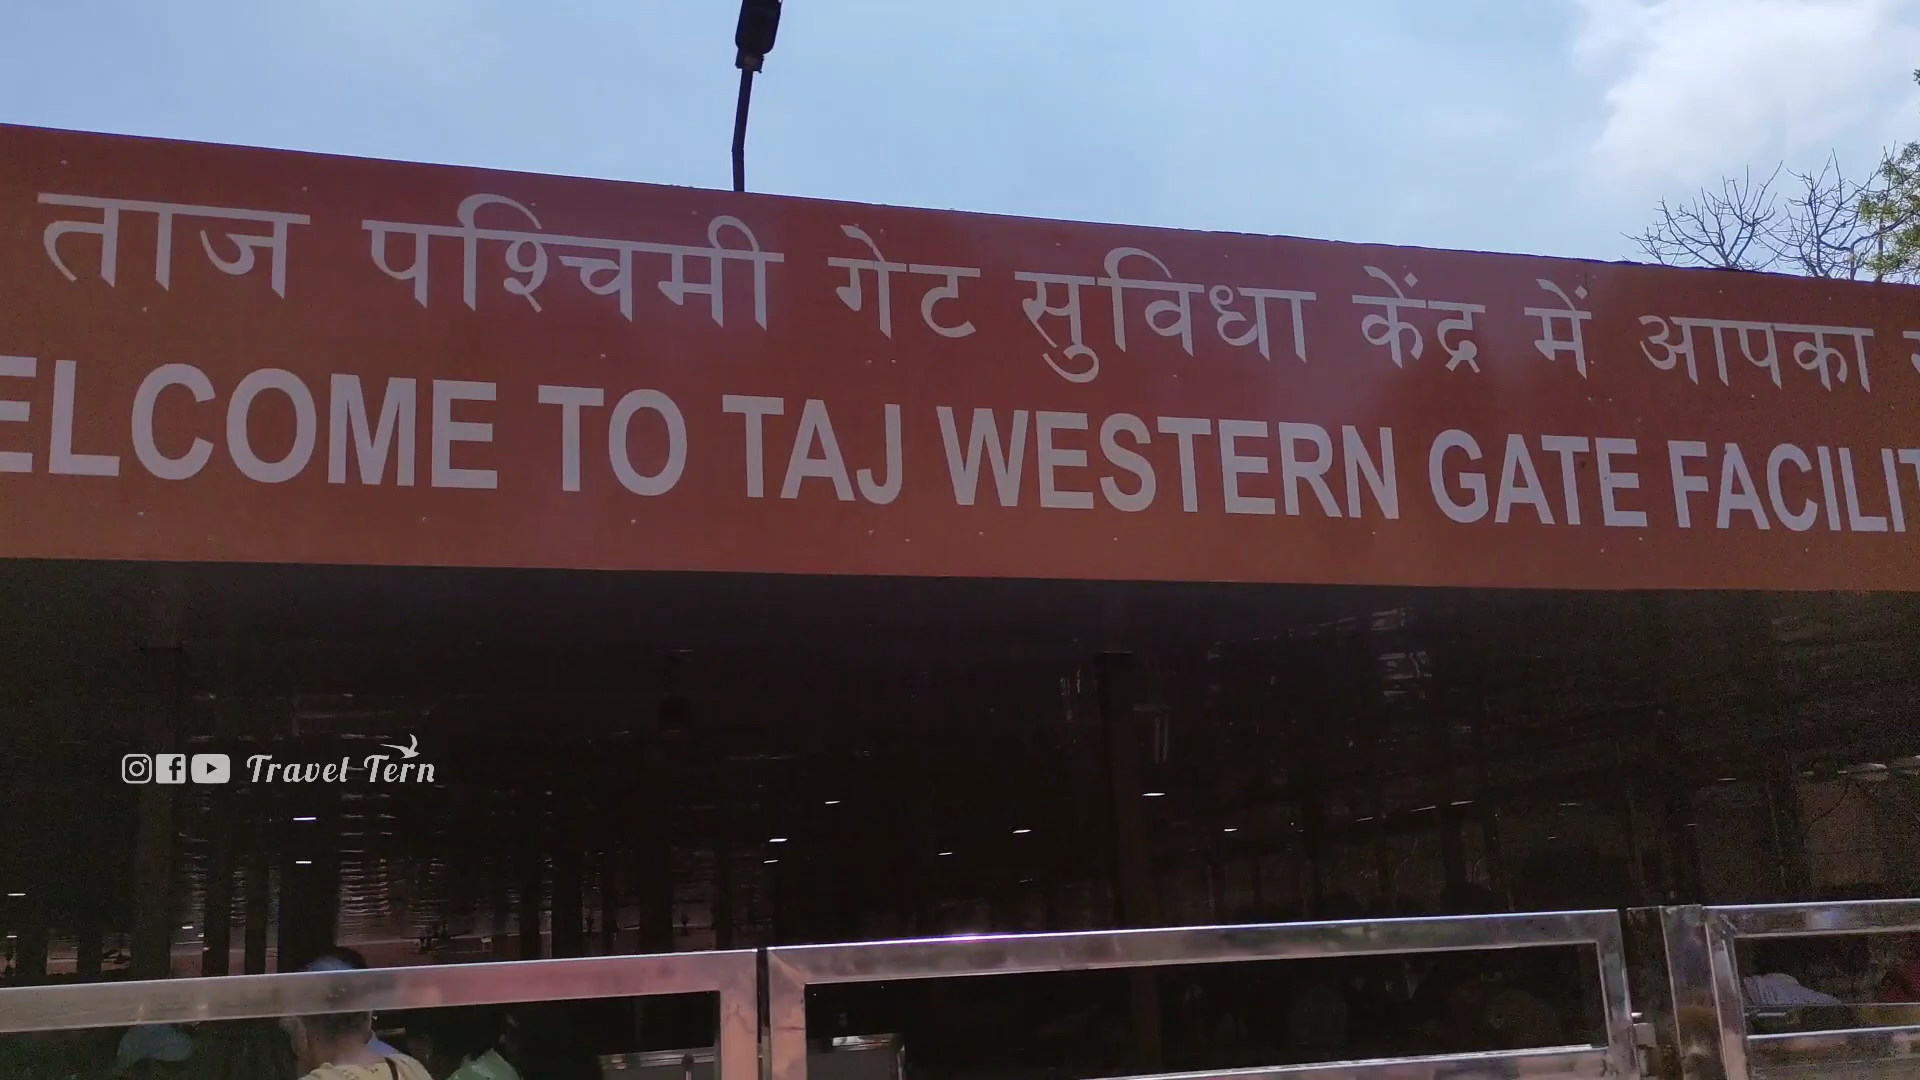 ताज पश्चिमी गेट सुविधा केंद्र में आपका
ELCOME TO TAJ WESTERN GATE FACILIT
Travel Tern